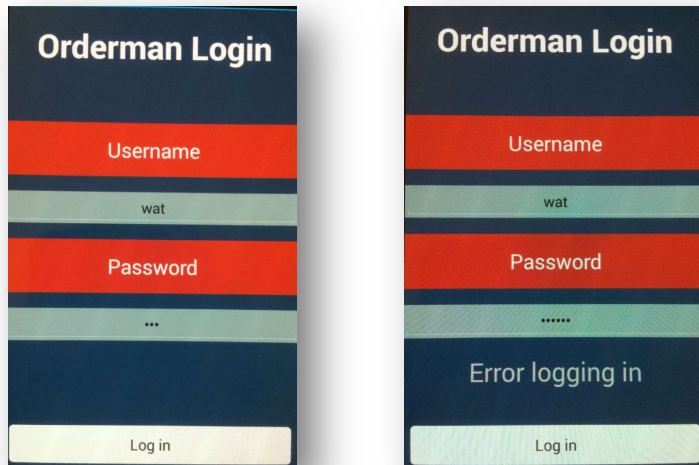 Orderman Login
Username
wat
Password
•••
Log in
Orderman Login
Username
wat
Password
••••••
Error logging in
Log in